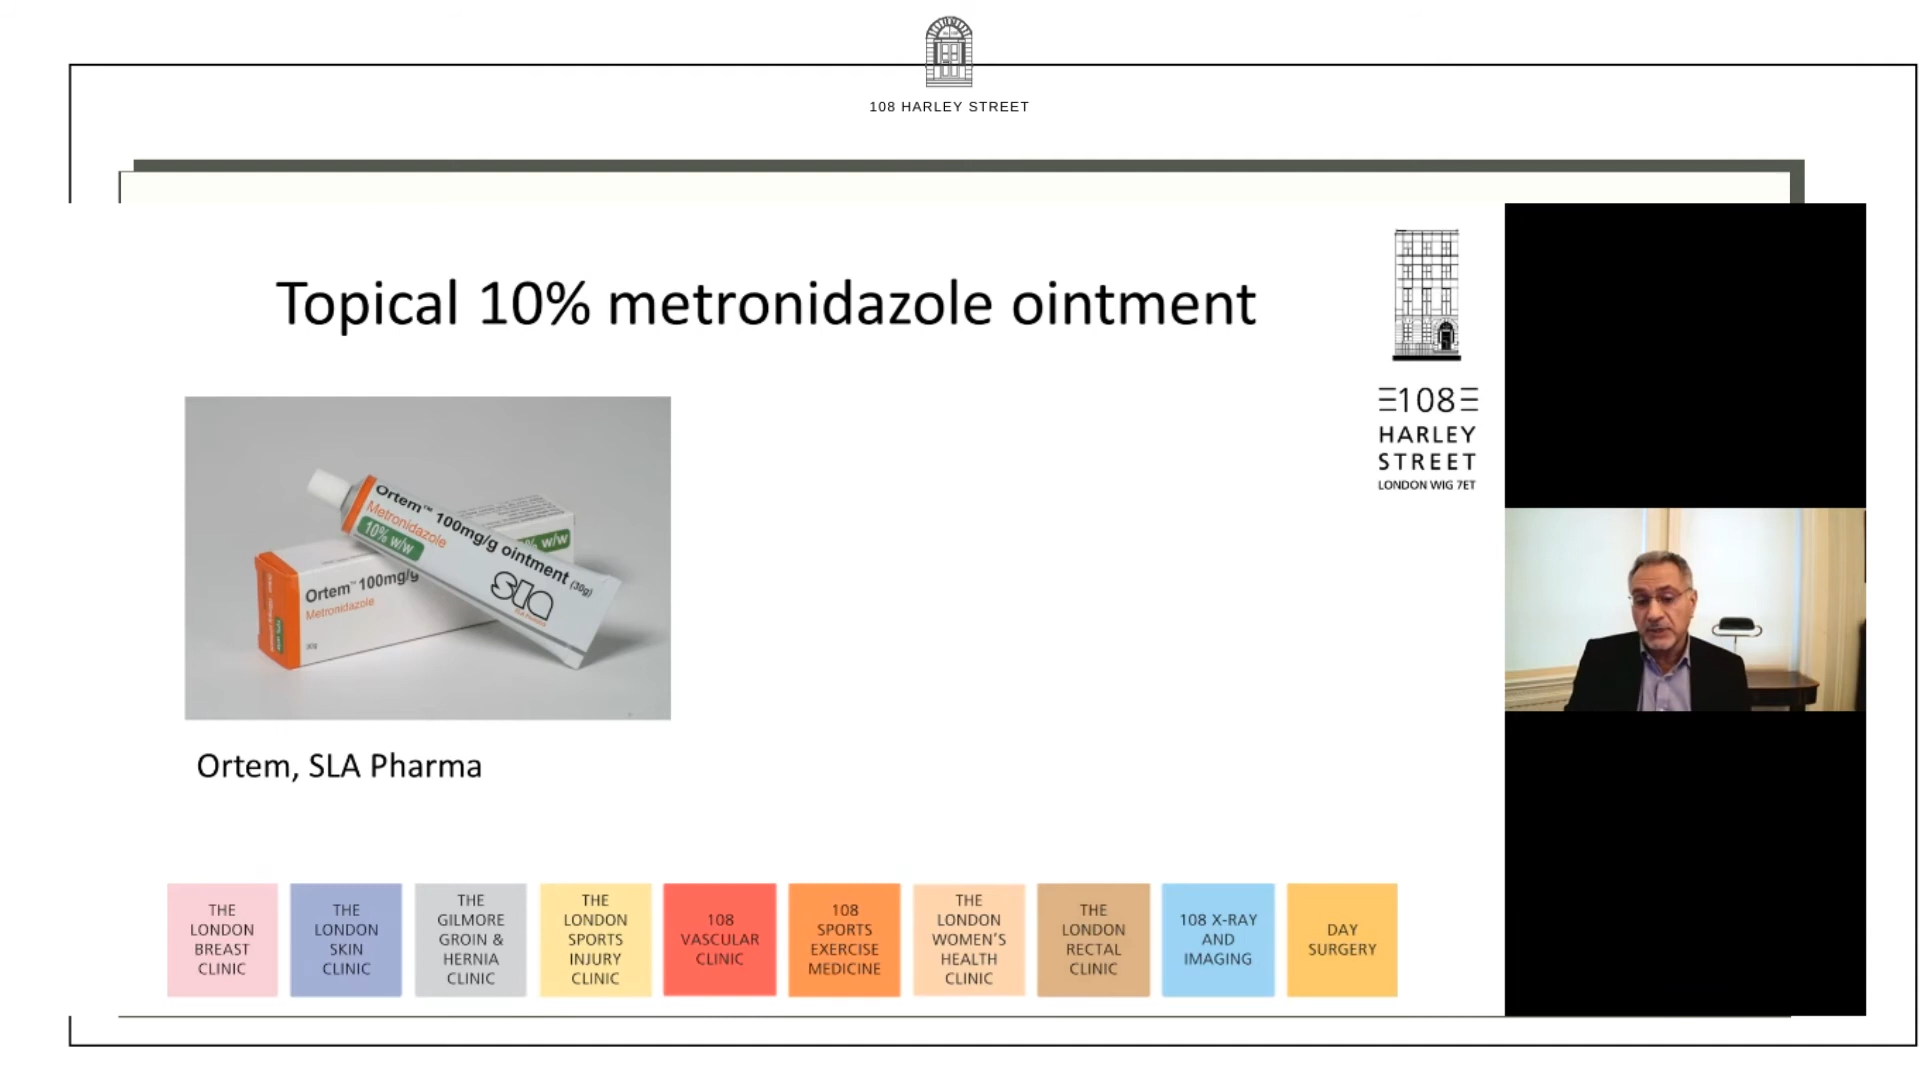 108 HARLEY STREET
Topical 10% metronidazole ointment
≡108≡
HARLEY
STREET
LONDON W1G 7ET
Ortem™ 100mg/g ointment (30g)
Metronidazole
10% w/w
SLA
% w/w
Ortem™ 100mg/g
Metronidazole
30g
Ortem, SLA Pharma
THE
LONDON
BREAST
CLINIC
THE
LONDON
SKIN
CLINIC
THE
GILMORE
GROIN &
HERNIA
CLINIC
THE
LONDON
SPORTS
INJURY
CLINIC
108
VASCULAR
CLINIC
108
SPORTS
EXERCISE
MEDICINE
THE
LONDON
WOMEN'S
HEALTH
CLINIC
THE
LONDON
RECTAL
CLINIC
108 X-RAY
AND
IMAGING
DAY
SURGERY